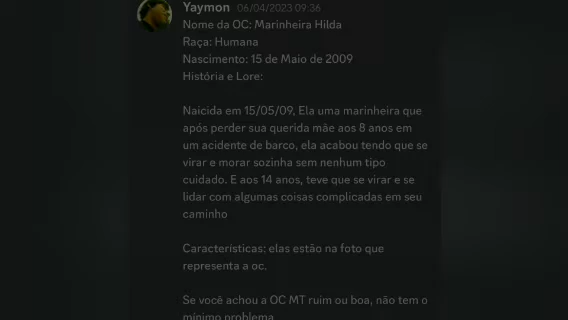 Yaymon 06/04/2023 09:36
Nome da OC: Marinheira Hilda
Raça: Humana
Nascimento: 15 de Maio de 2009
História e Lore:
Naicida em 15/05/09, Ela uma marinheira que
após perder sua querida mãe aos 8 anos em
um acidente de barco, ela acabou tendo que se
virar e morar sozinha sem nenhum tipo
cuidado. E aos 14 anos, teve que se virar e se
lidar com algumas coisas complicadas em seu
caminho
Características: elas estão na foto que
representa a oc.
Se você achou a OC MT ruim ou boa, não tem o
mínimo problema